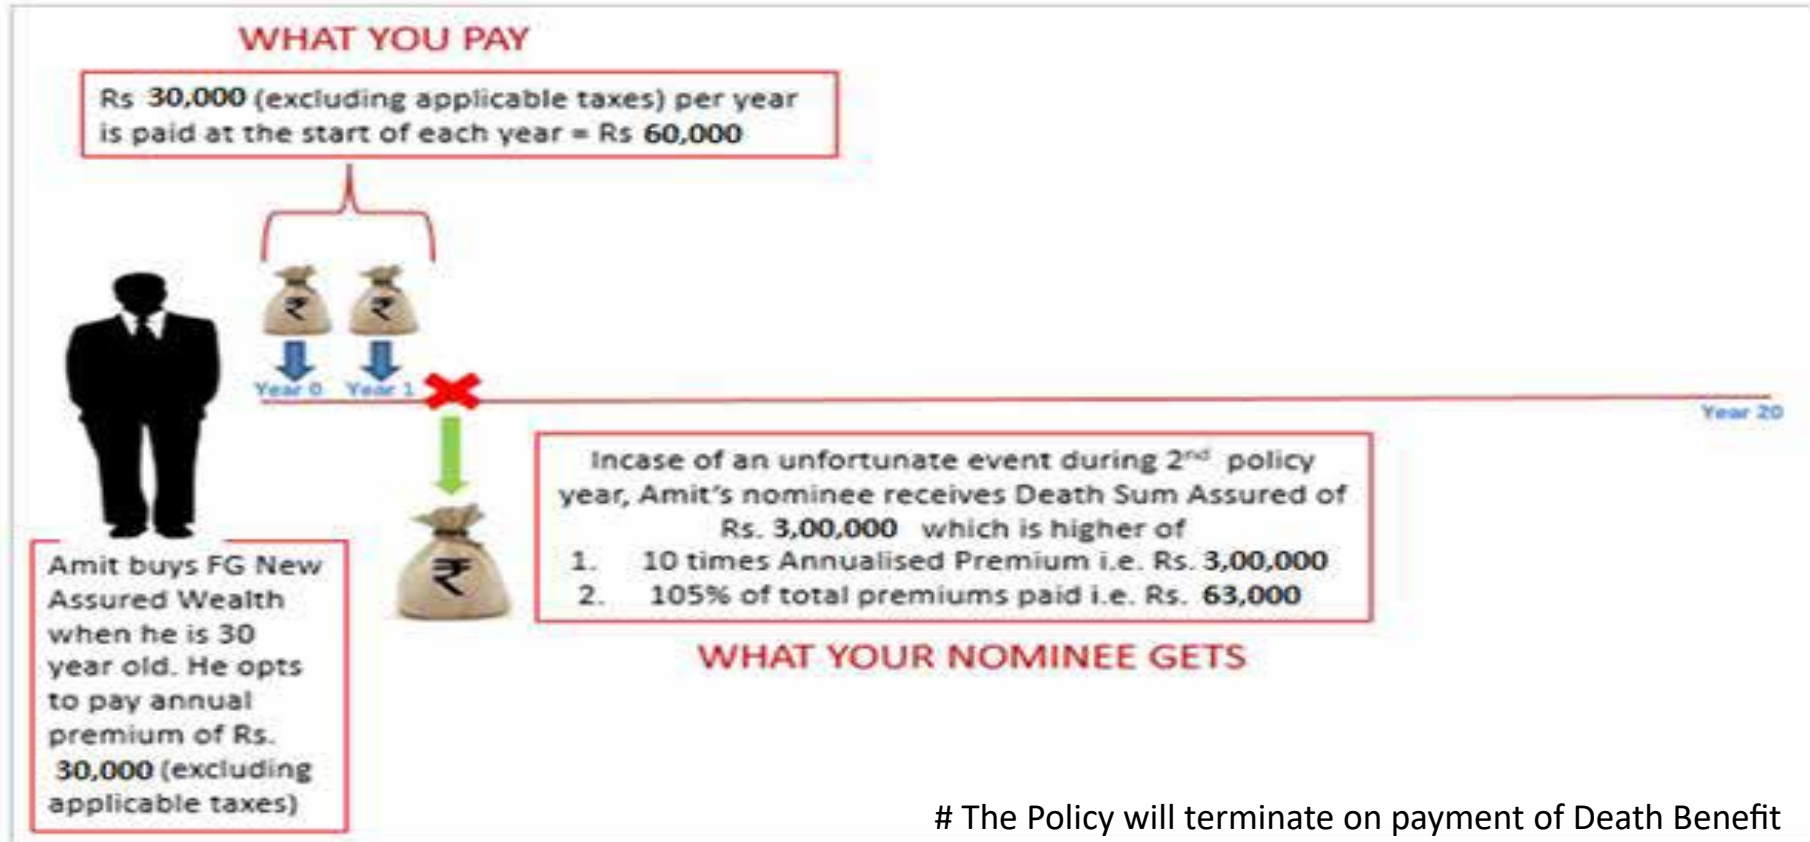 WHAT YOU PAY
Rs 30,000 (excluding applicable taxes) per year
is paid at the start of each year = Rs 60,000
₹ ₹
Year 0 Year 1
Year 20
Incase of an unfortunate event during 2nd policy
year, Amit's nominee receives Death Sum Assured of
Rs. 3,00,000 which is higher of
1. 10 times Annualised Premium i.e. Rs. 3,00,000
2. 105% of total premiums paid i.e. Rs. 63,000
₹
WHAT YOUR NOMINEE GETS
Amit buys FG New
Assured Wealth
when he is 30
year old. He opts
to pay annual
premium of Rs.
30,000 (excluding
applicable taxes)
# The Policy will terminate on payment of Death Benefit